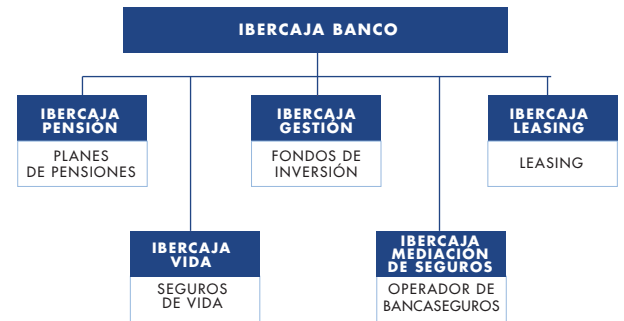 IBERCAJA BANCO
IBERCAJA
PENSIÓN
PLANES
DE PENSIONES
IBERCAJA
GESTIÓN
FONDOS DE
INVERSIÓN
IBERCAJA
LEASING
LEASING
IBERCAJA
VIDA
SEGUROS
DE VIDA
IBERCAJA
MEDIACIÓN
DE SEGUROS
OPERADOR DE
BANCASEGUROS